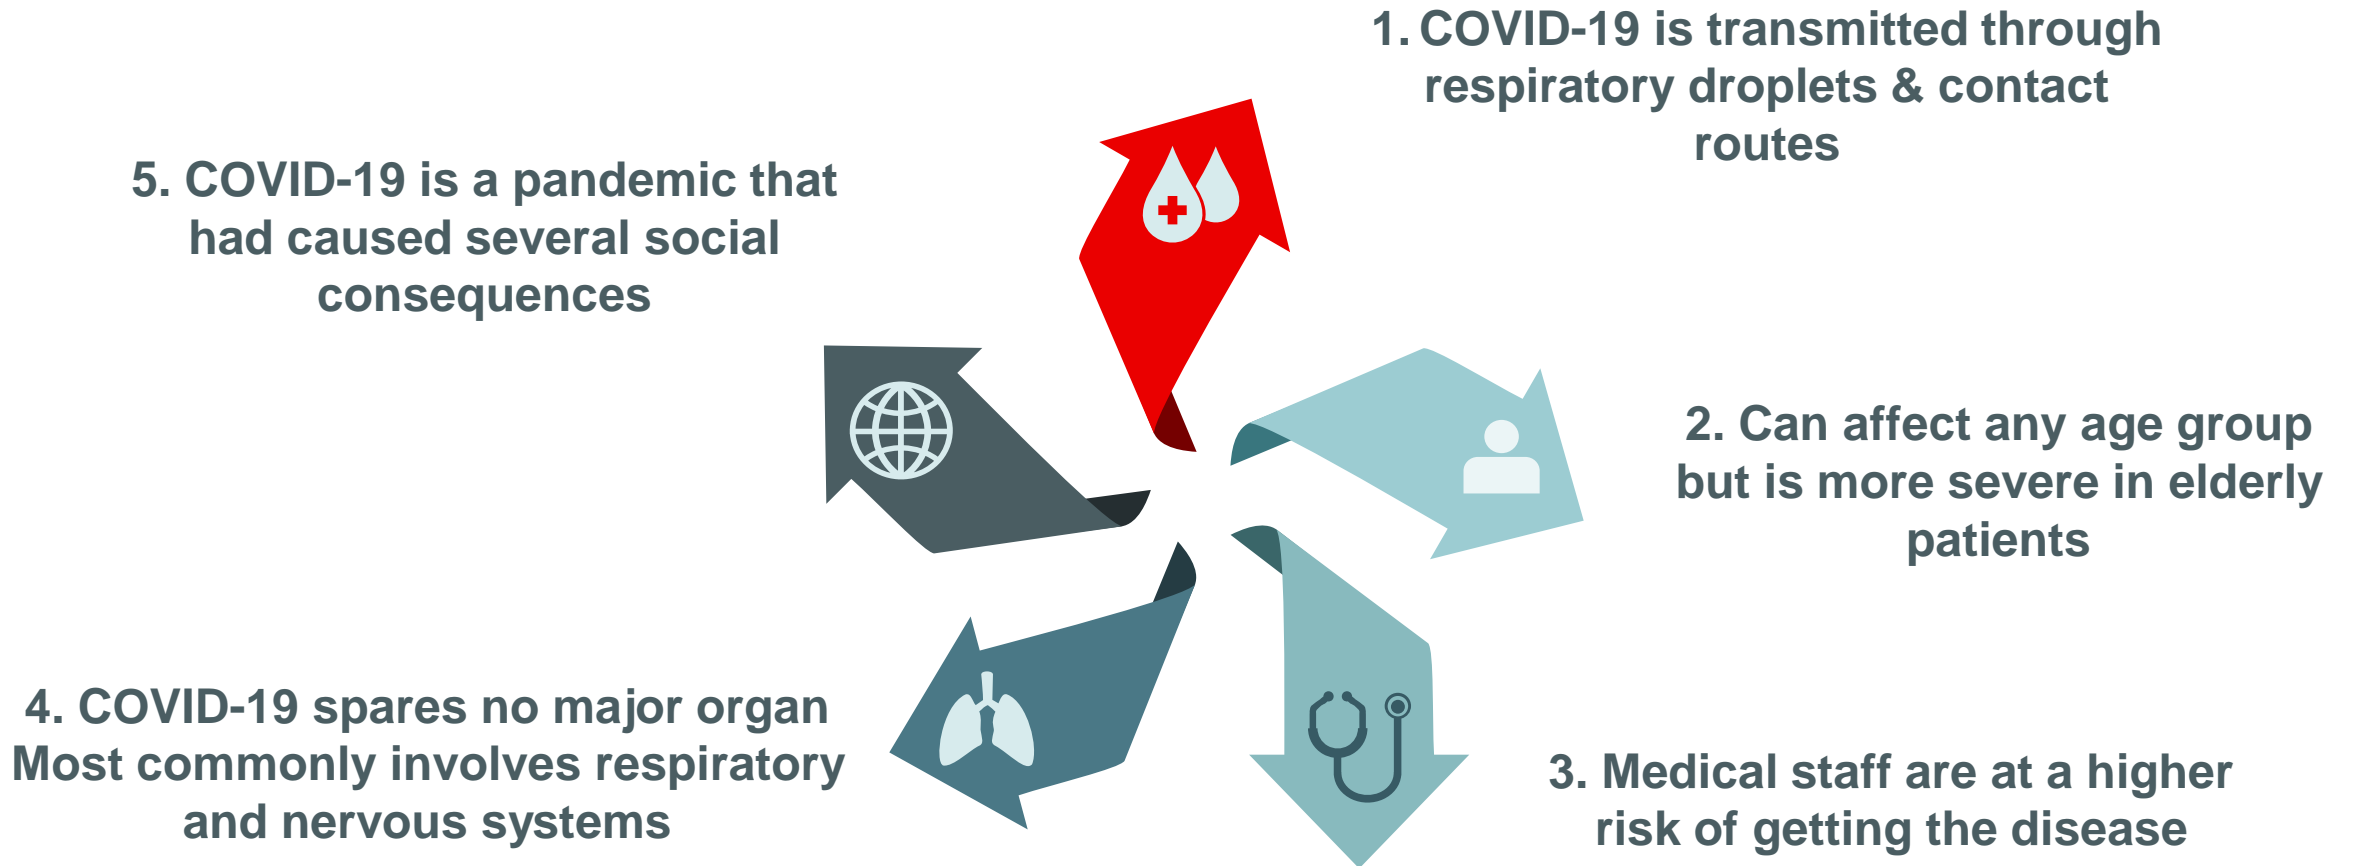 1. COVID-19 is transmitted through
respiratory droplets & contact
routes
2. Can affect any age group
but is more severe in elderly
patients
3. Medical staff are at a higher
risk of getting the disease
4. COVID-19 spares no major organ
Most commonly involves respiratory
and nervous systems
5. COVID-19 is a pandemic that
had caused several social
consequences